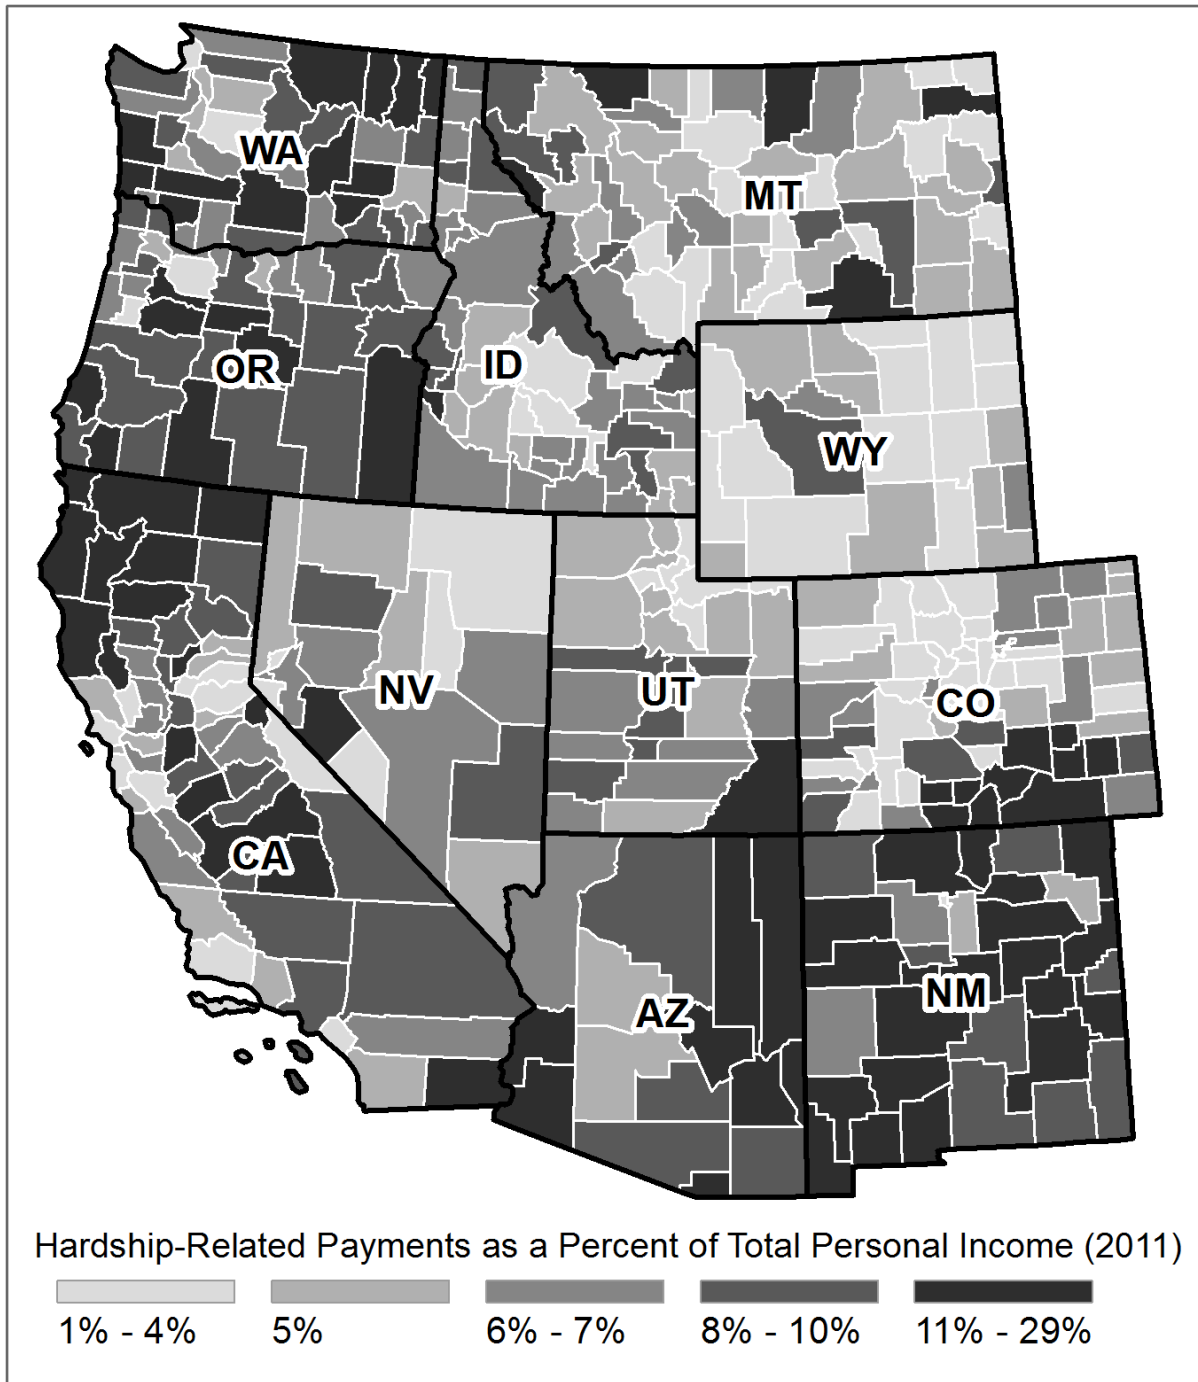 WA
MT
OR
ID
WY
NV
UT
CO
CA
AZ
NM
Hardship-Related Payments as a Percent of Total Personal Income (2011)
1% - 4% 5% 6% - 7% 8% - 10% 11% - 29%